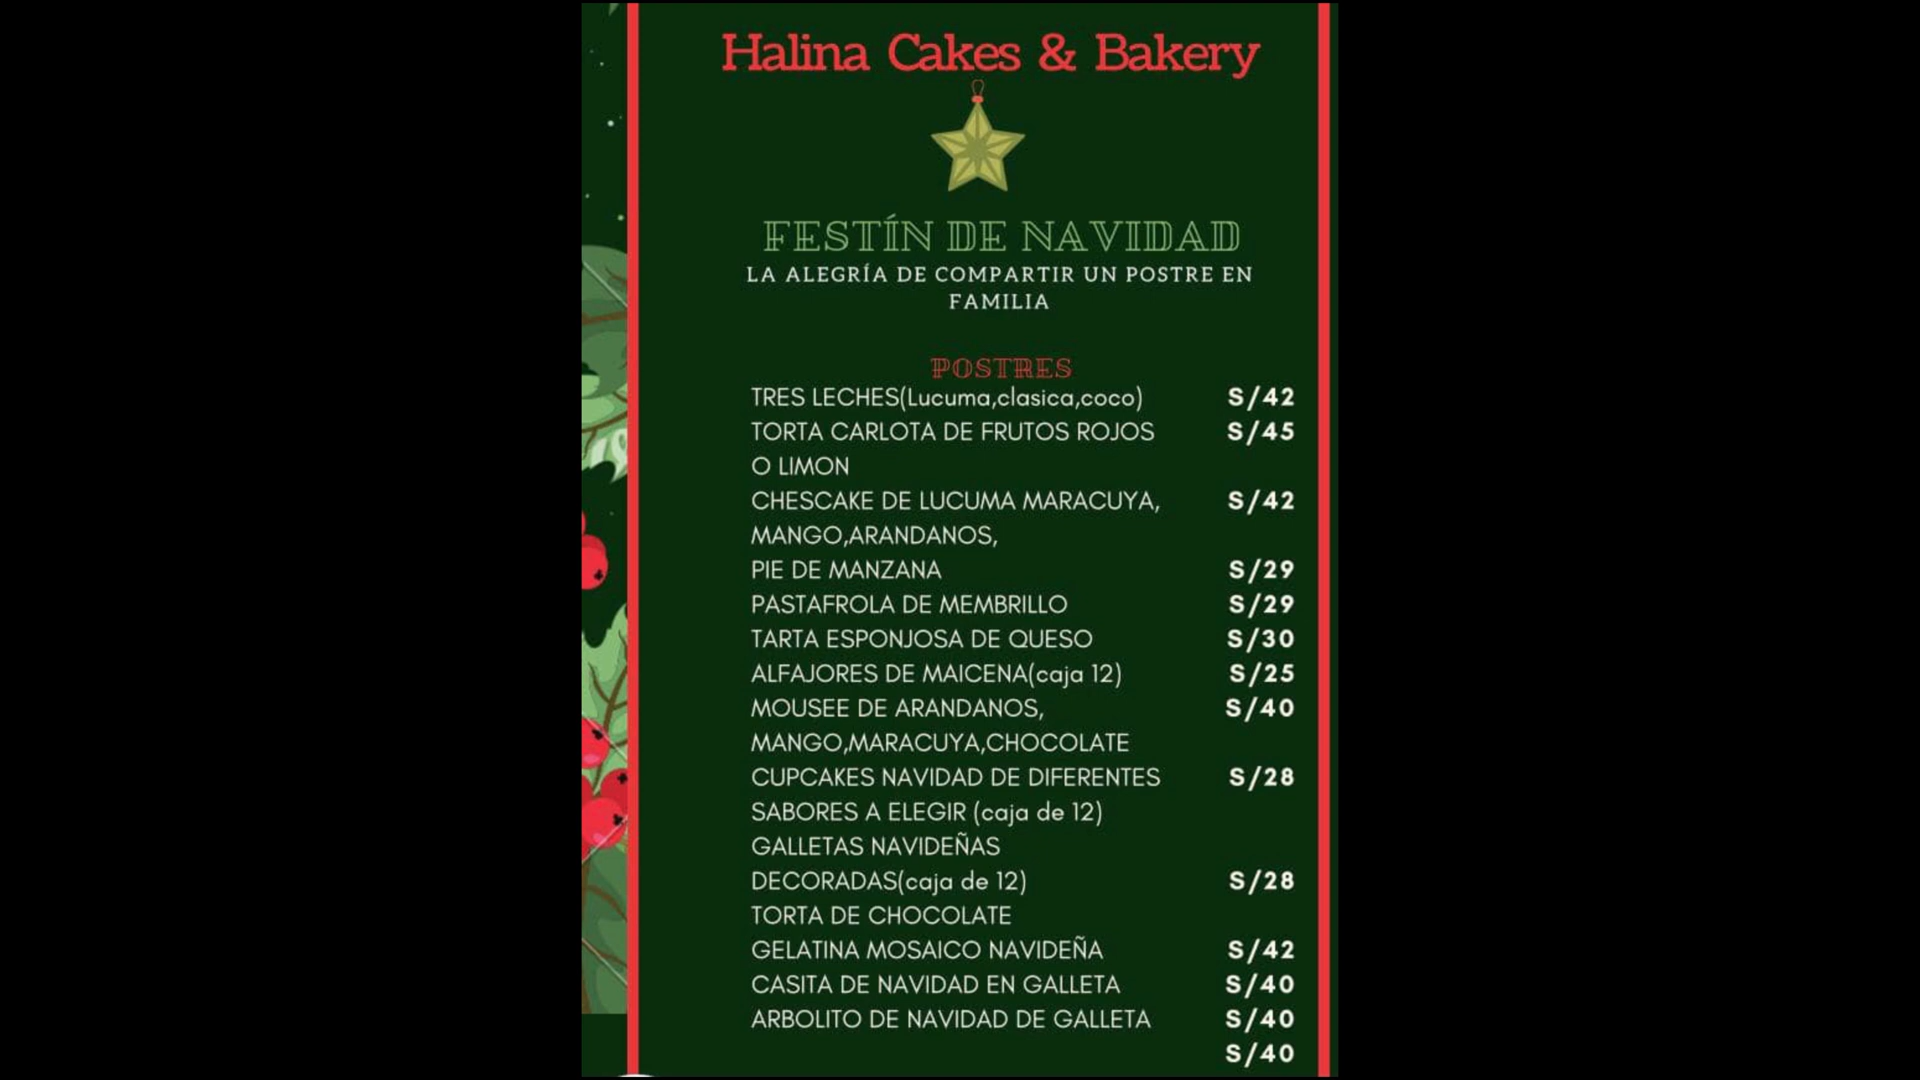 Halina Cakes & Bakery
FESTÍN DE NAVIDAD
LA ALEGRÍA DE COMPARTIR UN POSTRE EN
FAMILIA
POSTRES
TRES LECHES(Lucuma,clasica,coco) S/42
TORTA CARLOTA DE FRUTOS ROJOS S/45
O LIMON
CHESCAKE DE LUCUMA MARACUYA, S/42
MANGO,ARANDANOS,
PIE DE MANZANA S/29
PASTAFROLA DE MEMBRILLO S/29
TARTA ESPONJOSA DE QUESO S/30
ALFAJORES DE MAICENA(caja 12) S/25
MOUSEE DE ARANDANOS, S/40
MANGO,MARACUYA,CHOCOLATE
CUPCAKES NAVIDAD DE DIFERENTES S/28
SABORES A ELEGIR (caja de 12)
GALLETAS NAVIDEÑAS
DECORADAS(caja de 12) S/28
TORTA DE CHOCOLATE
GELATINA MOSAICO NAVIDEÑA S/42
CASITA DE NAVIDAD EN GALLETA S/40
ARBOLITO DE NAVIDAD DE GALLETA S/40
S/40